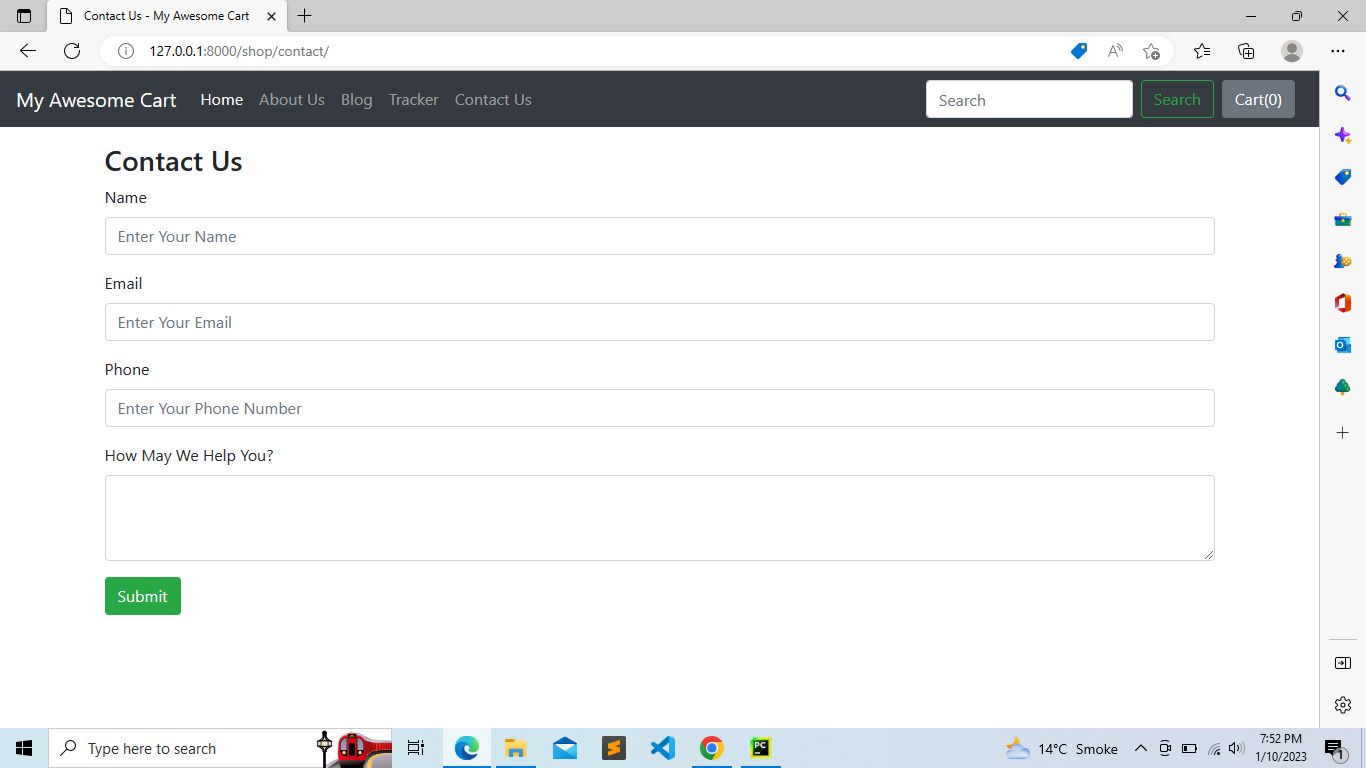 Contact Us - My Awesome Cart
127.0.0.1:8000/shop/contact/
My Awesome Cart Home About Us Blog Tracker Contact Us Search Search Cart(0)
Contact Us
Name
Enter Your Name
Email
Enter Your Email
Phone
Enter Your Phone Number
How May We Help You?
Submit
Type here to search
PC
14°C Smoke
7:52 PM
1/10/2023
1